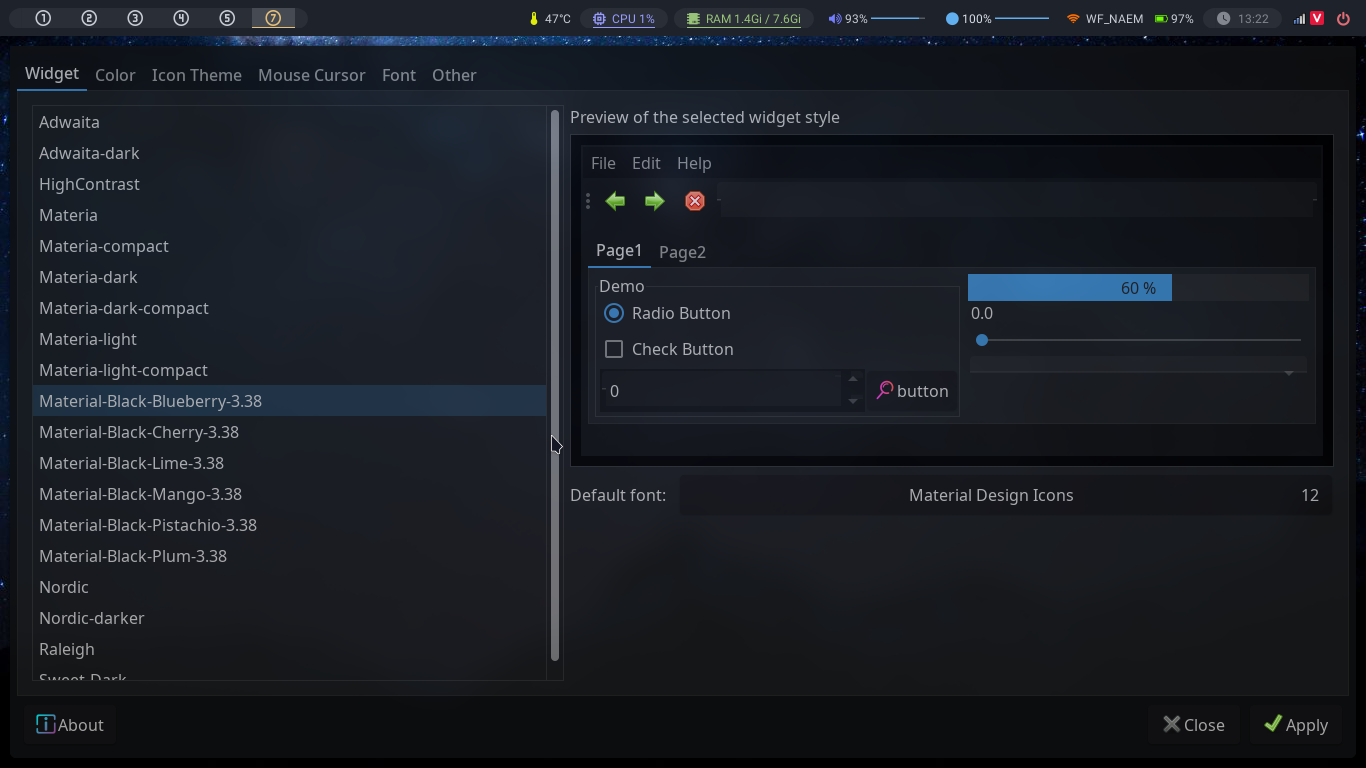 1 2 3 4 5 7 47°C CPU 1% RAM 1.4Gi / 7.6Gi 93% 100% WF_NAEM 97% 13:22 V
Widget Color Icon Theme Mouse Cursor Font Other
Adwaita
Adwaita-dark
HighContrast
Materia
Materia-compact
Materia-dark
Materia-dark-compact
Materia-light
Materia-light-compact
Material-Black-Blueberry-3.38
Material-Black-Cherry-3.38
Material-Black-Lime-3.38
Material-Black-Mango-3.38
Material-Black-Pistachio-3.38
Material-Black-Plum-3.38
Nordic
Nordic-darker
Raleigh
Sweet-Dark
Preview of the selected widget style
File Edit Help
Page1 Page2
Demo
Radio Button
Check Button
0
button
60 %
0.0
Default font: Material Design Icons 12
About
Close Apply